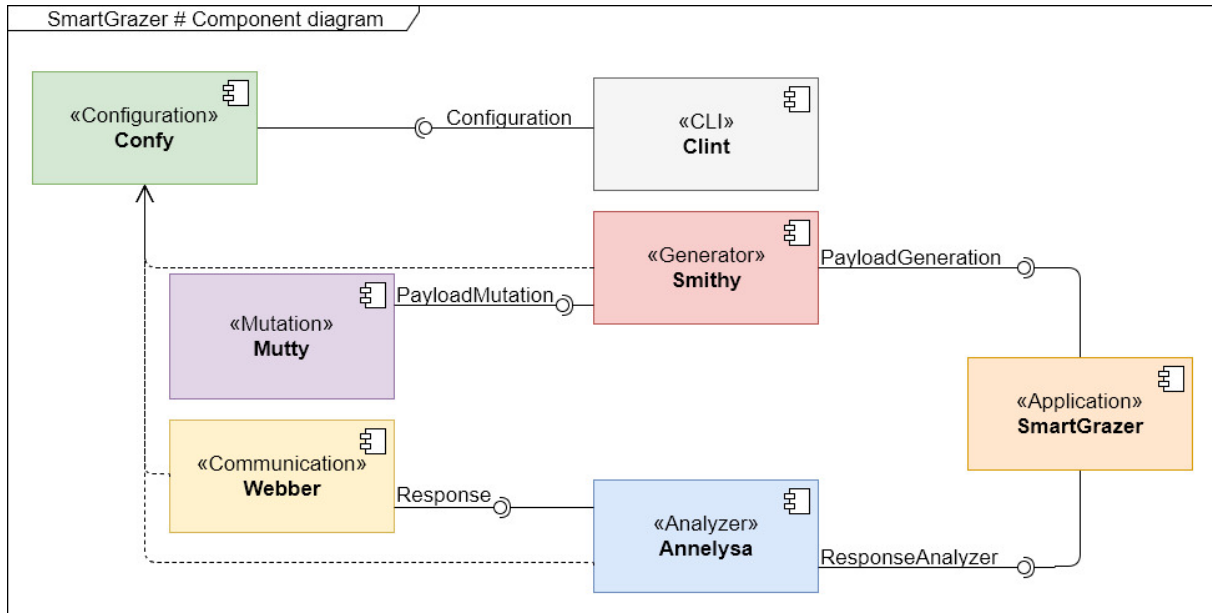 SmartGrazer # Component diagram
«Configuration»
Confy
Configuration
«CLI»
Clint
«Generator»
Smithy
PayloadGeneration
«Mutation»
Mutty
PayloadMutation
«Application»
SmartGrazer
«Communication»
Webber
Response
«Analyzer»
Annelysa
ResponseAnalyzer